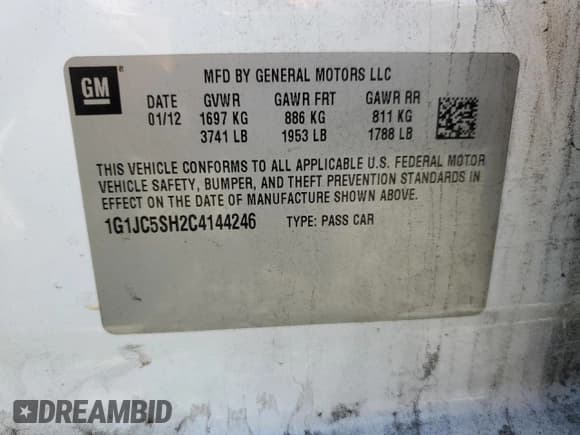 GM
MFD BY GENERAL MOTORS LLC
DATE GVWR GAWR FRT GAWR RR
01/12 1697 KG 886 KG 811 KG
3741 LB 1953 LB 1788 LB
THIS VEHICLE CONFORMS TO ALL APPLICABLE U.S. FEDERAL MOTOR
VEHICLE SAFETY, BUMPER, AND THEFT PREVENTION STANDARDS IN
EFFECT ON THE DATE OF MANUFACTURE SHOWN ABOVE.
1G1JC5SH2C4144246 TYPE: PASS CAR
DREAMBID